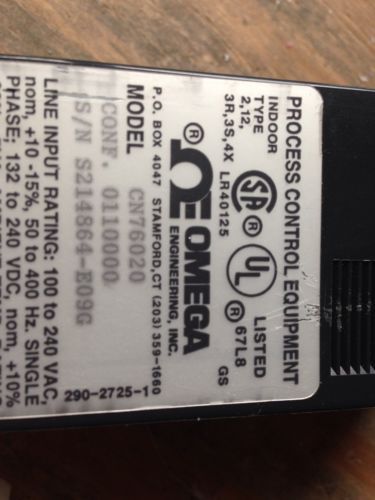 PROCESS CONTROL EQUIPMENT
INDOOR
TYPE
2,12,
3R,3S,4X LR40125
SA ® UL ® LISTED
67L8
GS
® OMEGA
ENGINEERING, INC.
P.O. BOX 4047 STAMFORD,CT (203) 359-1660
MODEL CN76020
CONF. 0110000
S/N S214864-E09G
LINE INPUT RATING: 100 to 240 VAC,
nom, +10 -15%, 50 to 400 Hz. SINGLE
PHASE; 132 to 240 VDC, nom, +10%
290-2725-1